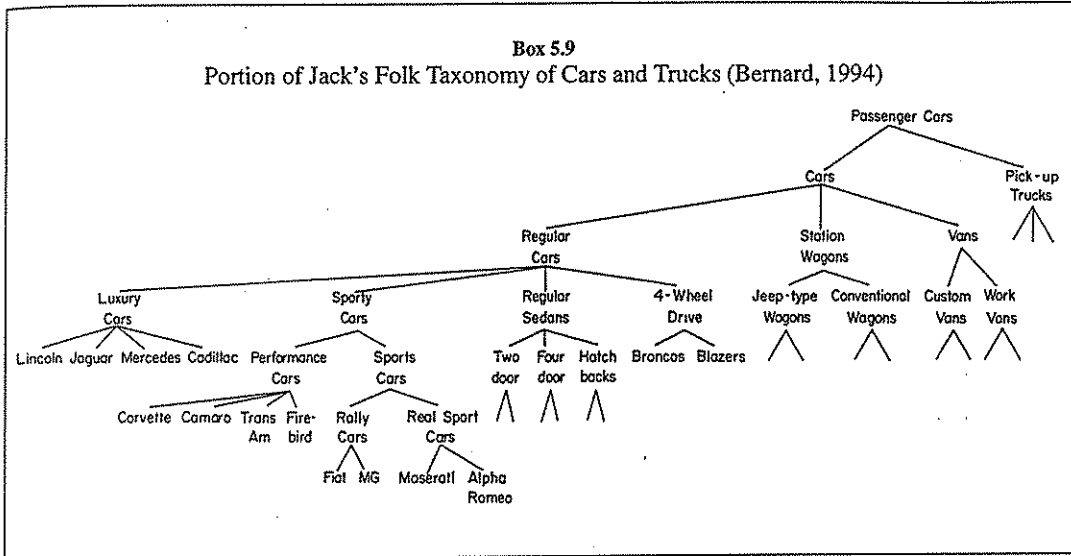 Box 5.9
Portion of Jack's Folk Taxonomy of Cars and Trucks (Bernard, 1994)
Passenger Cars
Cars
Pick-up
Trucks
Regular
Cars
Station
Wagons
Vans
Luxury
Cars
Sporty
Cars
Regular
Sedans
4-Wheel
Drive
Jeep-type
Wagons
Conventional
Wagons
Custom
Vans
Work
Vans
Lincoln Jaguar Mercedes Cadillac
Performance
Cars
Sports
Cars
Two
door
Four
door
Hatch
backs
Broncos Blazers
Corvette Camaro
Trans
Am
Fire-
bird
Rally
Cars
Real Sport
Cars
Fiat MG
Maserati
Alpha
Romeo